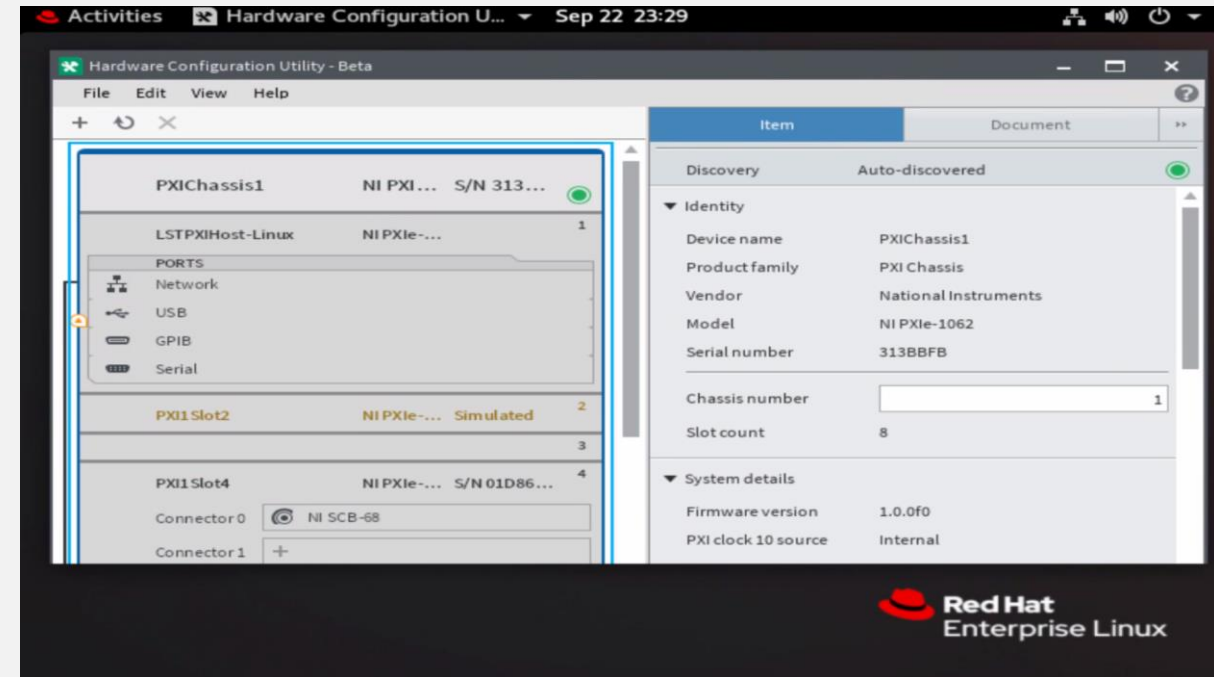 Activities Hardware Configuration U... Sep 22 23:29
Hardware Configuration Utility - Beta
File Edit View Help
Item Document
PXIChassis1 NI PXI... S/N 313...
LSTPXIHost-Linux NI PXIe-... 1
PORTS
Network
USB
GPIB
Serial
PXI1Slot2 NI PXIe-... Simulated 2
3
PXI1Slot4 NI PXIe-... S/N 01D86... 4
Connector 0 NI SCB-68
Connector 1
Discovery Auto-discovered
Identity
Device name PXIChassis1
Product family PXI Chassis
Vendor National Instruments
Model NI PXIe-1062
Serial number 313BBFB
Chassis number 1
Slot count 8
System details
Firmware version 1.0.0f0
PXI clock 10 source Internal
Red Hat
Enterprise Linux